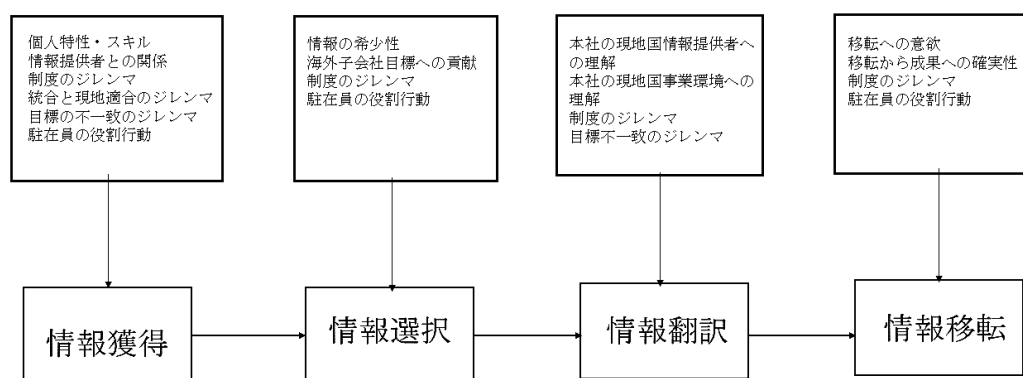 個人特性・スキル
情報提供者との関係
制度のジレンマ
統合と現地適合のジレンマ
目標の不一致のジレンマ
駐在員の役割行動
情報の希少性
海外子会社目標への貢献
制度のジレンマ
駐在員の役割行動
本社の現地国情報提供者へ
の理解
本社の現地国事業環境への
理解
制度のジレンマ
目標不一致のジレンマ
移転への意欲
移転から成果への確実性
制度のジレンマ
駐在員の役割行動
情報獲得
情報選択
情報翻訳
情報移転